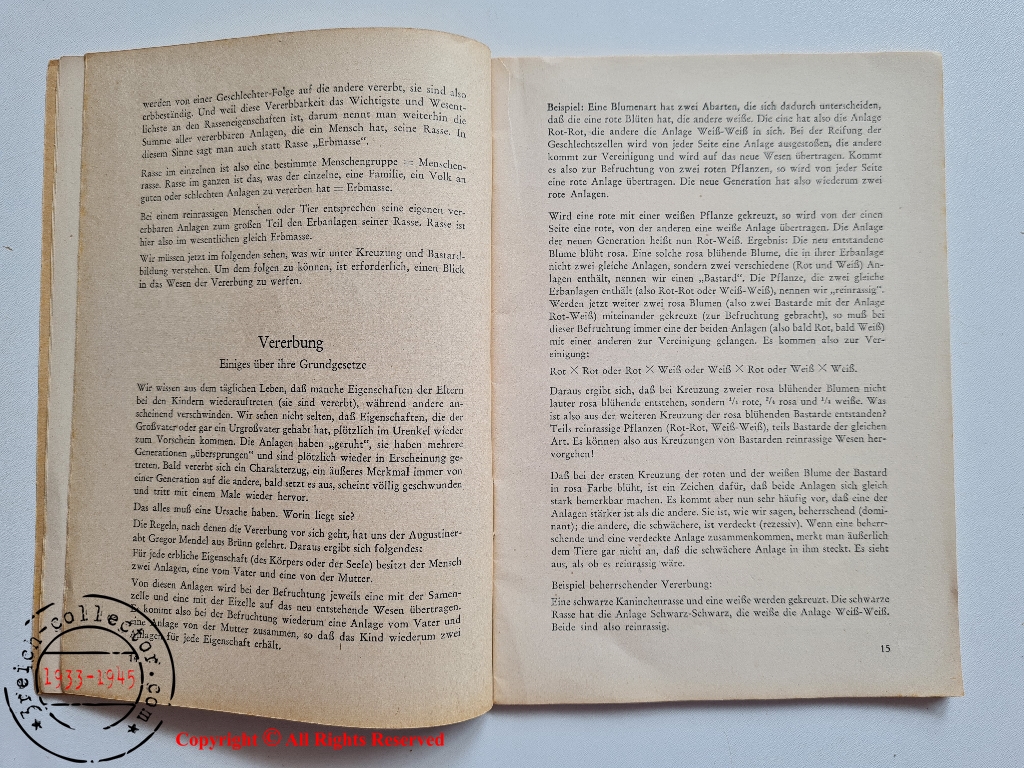 werden von einer Geschlechter-Folge auf die andere vererbt, sie sind also
erbbeständig. Und weil diese Vererbbarkeit das Wichtigste und Wesent-
lichste an den Rasseneigenschaften ist, darum nennt man weiterhin die
Summe aller vererbbaren Anlagen, die ein Mensch hat, seine Rasse. In
diesem Sinne sagt man auch statt Rasse „Erbmasse“.
Rasse im einzelnen ist also eine bestimmte Menschengruppe = Menschen-
rasse. Rasse im ganzen ist das, was der einzelne, eine Familie, ein Volk an
guten oder schlechten Anlagen zu vererben hat = Erbmasse.
Bei einem reinrassigen Menschen oder Tier entsprechen seine eigenen ver-
erbbaren Anlagen zum großen Teil den Erbanlagen seiner Rasse. Rasse ist
hier also im wesentlichen gleich Erbmasse.
Wir müssen jetzt im folgenden sehen, was wir unter Kreuzung und Bastard-
bildung verstehen. Um dem folgen zu können, ist erforderlich, einen Blick
in das Wesen der Vererbung zu werfen.
Vererbung
Einiges über ihre Grundgesetze
Wir wissen aus dem täglichen Leben, daß manche Eigenschaften der Eltern
bei den Kindern wiederauftreten (sie sind vererbt), während andere an-
scheinend verschwinden. Wir sehen nicht selten, daß Eigenschaften, die der
Großvater oder gar ein Urgroßvater gehabt hat, plötzlich im Urenkel wieder
zum Vorschein kommen. Die Anlagen haben „geruht“, sie haben mehrere
Generationen „übersprungen“ und sind plötzlich wieder in Erscheinung ge-
treten. Bald vererbt sich ein Charakterzug, ein äußeres Merkmal immer von
einer Generation auf die andere, bald setzt es aus, scheint völlig geschwunden
und tritt mit einem Male wieder hervor.
Das alles muß eine Ursache haben. Worin liegt sie?
Die Regeln, nach denen die Vererbung vor sich geht, hat uns der Augustiner-
abt Gregor Mendel aus Brünn gelehrt. Daraus ergibt sich folgendes:
Für jede erbliche Eigenschaft (des Körpers oder der Seele) besitzt der Mensch
zwei Anlagen, eine vom Vater und eine von der Mutter.
Von diesen Anlagen wird bei der Befruchtung jeweils eine mit der Samen-
zelle und eine mit der Eizelle auf das neu entstehende Wesen übertragen.
Es kommt also bei der Befruchtung wiederum eine Anlage vom Vater und
eine Anlage von der Mutter zusammen, so daß das Kind wiederum zwei
Anlagen für jede Eigenschaft erhält.
Beispiel: Eine Blumenart hat zwei Abarten, die sich dadurch unterscheiden,
daß die eine rote Blüten hat, die andere weiße. Die eine hat also die Anlage
Rot-Rot, die andere die Anlage Weiß-Weiß in sich. Bei der Reifung der
Geschlechtszellen wird von jeder Seite eine Anlage ausgestoßen, die andere
kommt zur Vereinigung und wird auf das neue Wesen übertragen. Kommt
es also zur Befruchtung von zwei roten Pflanzen, so wird von jeder Seite
eine rote Anlage übertragen. Die neue Generation hat also wiederum zwei
rote Anlagen.
Wird eine rote mit einer weißen Pflanze gekreuzt, so wird von der einen
Seite eine rote, von der anderen eine weiße Anlage übertragen. Die Anlage
der neuen Generation heißt nun Rot-Weiß. Ergebnis: Die neu entstandene
Blume blüht rosa. Eine solche rosa blühende Blume, die in ihrer Erbanlage
nicht zwei gleiche Anlagen, sondern zwei verschiedene (Rot und Weiß) An-
lagen enthält, nennen wir einen „Bastard“. Die Pflanze, die zwei gleiche
Erbanlagen enthält (also Rot-Rot oder Weiß-Weiß), nennen wir „reinrassig“.
Werden jetzt weiter zwei rosa Blumen (also zwei Bastarde mit der Anlage
Rot-Weiß) miteinander gekreuzt (zur Befruchtung gebracht), so muß bei
dieser Befruchtung immer eine der beiden Anlagen (also bald Rot, bald Weiß)
mit einer anderen zur Vereinigung gelangen. Es kommen also zur Ver-
einigung:
Rot × Rot oder Rot × Weiß oder Weiß × Rot oder Weiß × Weiß.
Daraus ergibt sich, daß bei Kreuzung zweier rosa blühender Blumen nicht
lauter rosa blühende entstehen, sondern ¹/₄ rote, ²/₄ rosa und ¹/₄ weiße. Was
ist also aus der weiteren Kreuzung der rosa blühenden Bastarde entstanden?
Teils reinrassige Pflanzen (Rot-Rot, Weiß-Weiß), teils Bastarde der gleichen
Art. Es können also aus Kreuzungen von Bastarden reinrassige Wesen her-
vorgehen!
Daß bei der ersten Kreuzung der roten und der weißen Blume der Bastard
in rosa Farbe blüht, ist ein Zeichen dafür, daß beide Anlagen sich gleich
stark bemerkbar machen. Es kommt aber nun sehr häufig vor, daß eine der
Anlagen stärker ist als die andere. Sie ist, wie wir sagen, beherrschend (domi-
nant); die andere, die schwächere, ist verdeckt (rezessiv). Wenn eine beherr-
schende und eine verdeckte Anlage zusammenkommen, merkt man äußerlich
dem Tiere gar nicht an, daß die schwächere Anlage in ihm steckt. Es sieht
aus, als ob es reinrassig wäre.
Beispiel beherrschender Vererbung:
Eine schwarze Kaninchenrasse und eine weiße werden gekreuzt. Die schwarze
Rasse hat die Anlage Schwarz-Schwarz, die weiße die Anlage Weiß-Weiß.
Beide sind also reinrassig.
15
3reich-collector.com
1933-1945
Copyright © All Rights Reserved